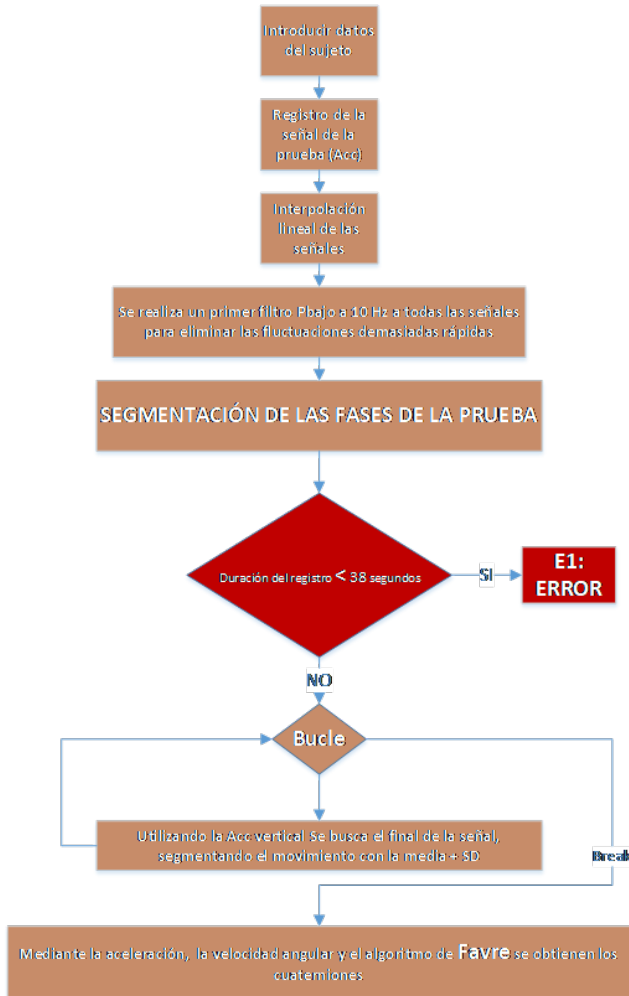 Introducir datos
del sujeto
Registro de la
señal de la
prueba (Acc)
Interpolación
lineal de las
señales
Se realiza un primer filtro Pbajo a 10 Hz a todas las señales
para eliminar las fluctuaciones demasiadas rápidas
SEGMENTACIÓN DE LAS FASES DE LA PRUEBA
Duración del registro < 38 segundos
SI
E1:
ERROR
NO
Bucle
Utilizando la Acc vertical Se busca el final de la señal,
segmentando el movimiento con la media + SD
Break
Mediante la aceleración, la velocidad angular y el algoritmo de Favre se obtienen los
cuaterniones